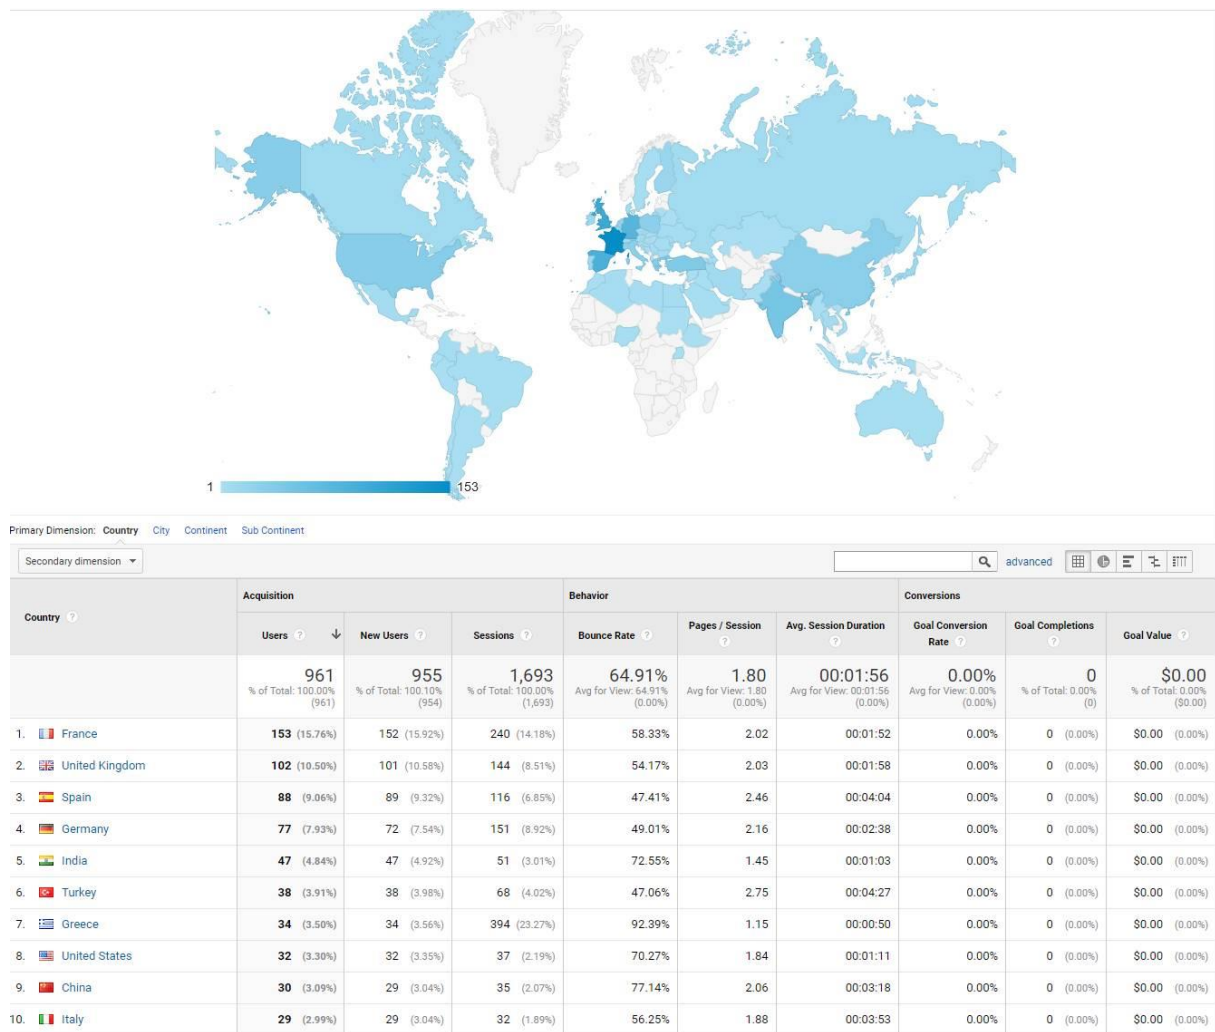 1 153
Primary Dimension: Country City Continent Sub Continent
Secondary dimension advanced
Country ? Acquisition Behavior Conversions
Users ? New Users ? Sessions ? Bounce Rate ? Pages / Session ? Avg. Session Duration ? Goal Conversion Rate ? Goal Completions ? Goal Value ?
961 955 1,693 64.91% 1.80 00:01:56 0.00% 0 $0.00
% of Total: 100.00% % of Total: 100.10% % of Total: 100.00% Avg for View: 64.91% Avg for View: 1.80 Avg for View: 00:01:56 Avg for View: 0.00% % of Total: 0.00% % of Total: 0.00%
(961) (954) (1,693) (0.00%) (0.00%) (0.00%) (0.00%) (0) ($0.00)
1. France 153 (15.76%) 152 (15.92%) 240 (14.18%) 58.33% 2.02 00:01:52 0.00% 0 (0.00%) $0.00 (0.00%)
2. United Kingdom 102 (10.50%) 101 (10.58%) 144 (8.51%) 54.17% 2.03 00:01:58 0.00% 0 (0.00%) $0.00 (0.00%)
3. Spain 88 (9.06%) 89 (9.32%) 116 (6.85%) 47.41% 2.46 00:04:04 0.00% 0 (0.00%) $0.00 (0.00%)
4. Germany 77 (7.93%) 72 (7.54%) 151 (8.92%) 49.01% 2.16 00:02:38 0.00% 0 (0.00%) $0.00 (0.00%)
5. India 47 (4.84%) 47 (4.92%) 51 (3.01%) 72.55% 1.45 00:01:03 0.00% 0 (0.00%) $0.00 (0.00%)
6. Turkey 38 (3.91%) 38 (3.98%) 68 (4.02%) 47.06% 2.75 00:04:27 0.00% 0 (0.00%) $0.00 (0.00%)
7. Greece 34 (3.50%) 34 (3.56%) 394 (23.27%) 92.39% 1.15 00:00:50 0.00% 0 (0.00%) $0.00 (0.00%)
8. United States 32 (3.30%) 32 (3.35%) 37 (2.19%) 70.27% 1.84 00:01:11 0.00% 0 (0.00%) $0.00 (0.00%)
9. China 30 (3.09%) 29 (3.04%) 35 (2.07%) 77.14% 2.06 00:03:18 0.00% 0 (0.00%) $0.00 (0.00%)
10. Italy 29 (2.99%) 29 (3.04%) 32 (1.89%) 56.25% 1.88 00:03:53 0.00% 0 (0.00%) $0.00 (0.00%)